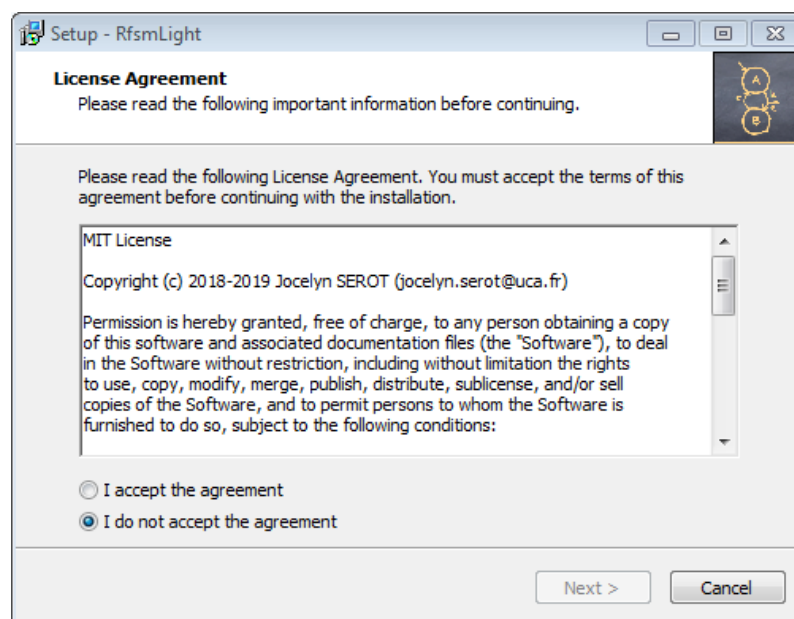 Setup - RfsmLight
License Agreement
Please read the following important information before continuing.
A
B
Please read the following License Agreement. You must accept the terms of this
agreement before continuing with the installation.
MIT License
Copyright (c) 2018-2019 Jocelyn SEROT (jocelyn.serot@uca.fr)
Permission is hereby granted, free of charge, to any person obtaining a copy
of this software and associated documentation files (the "Software"), to deal
in the Software without restriction, including without limitation the rights
to use, copy, modify, merge, publish, distribute, sublicense, and/or sell
copies of the Software, and to permit persons to whom the Software is
furnished to do so, subject to the following conditions:
I accept the agreement
I do not accept the agreement
Next >
Cancel